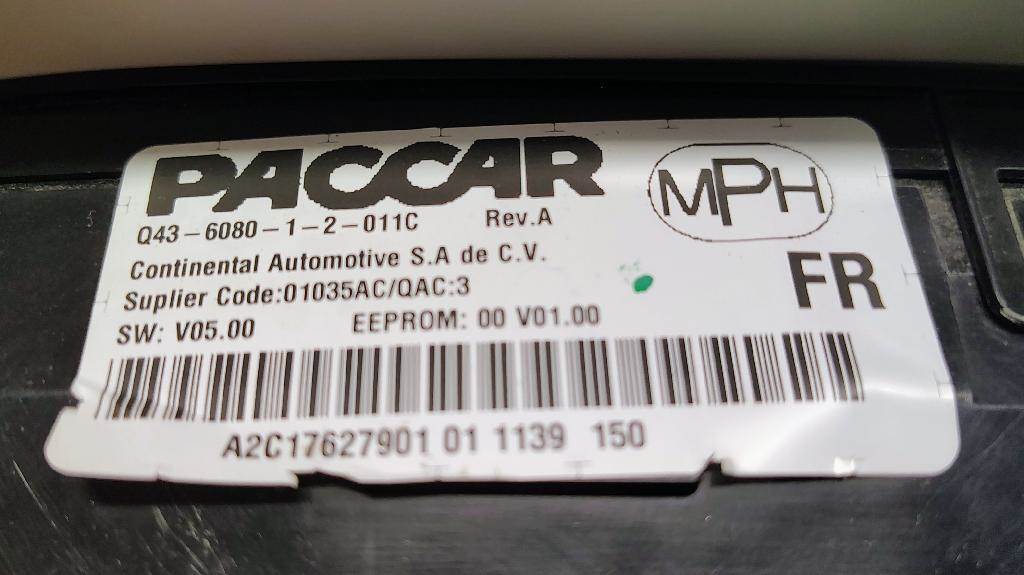 PACCAR
MPH
Q43-6080-1-2-011C Rev.A
Continental Automotive S.A de C.V.
FR
Suplier Code:01035AC/QAC:3
SW: V05.00 EEPROM: 00 V01.00
A2C17627901 01 1139 150